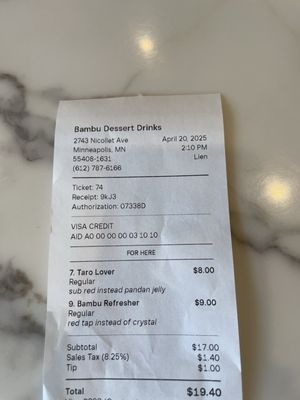 Bambu Dessert Drinks
2743 Nicollet Ave April 20, 2025
Minneapolis, MN 2:10 PM
55408-1631 Lien
(612) 787-6166
Ticket: 74
Receipt: 9kJ3
Authorization: 07338D
VISA CREDIT
AID A0 00 00 00 03 10 10
FOR HERE
7. Taro Lover $8.00
Regular
sub red instead pandan jelly
9. Bambu Refresher $9.00
Regular
red tap instead of crystal
Subtotal $17.00
Sales Tax (8.25%) $1.40
Tip $1.00
Total $19.40